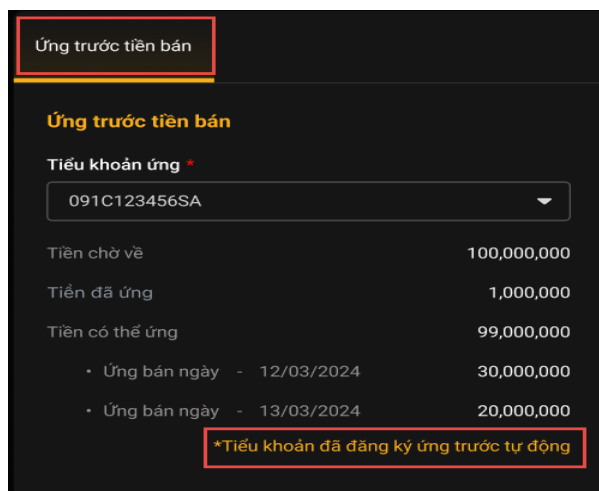 Ứng trước tiền bán
Ứng trước tiền bán
Tiểu khoản ứng *
091C123456SA
Tiền chờ về 100,000,000
Tiền đã ứng 1,000,000
Tiền có thể ứng 99,000,000
• Ứng bán ngày - 12/03/2024 30,000,000
• Ứng bán ngày - 13/03/2024 20,000,000
*Tiểu khoản đã đăng ký ứng trước tự động